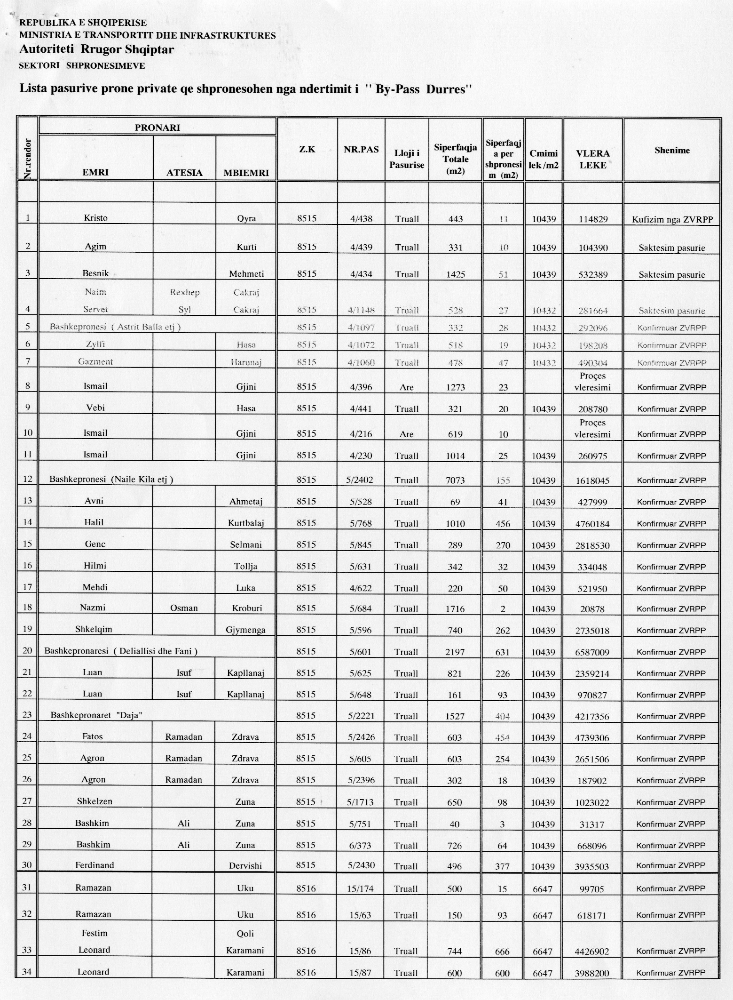 REPUBLIKA E SHQIPERISE
MINISTRIA E TRANSPORTIT DHE INFRASTRUKTURES
Autoriteti Rrugor Shqiptar
SEKTORI SHPRONESIMEVE
Lista pasurive prone private qe shpronesohen nga ndertimit i " By-Pass Durres"
Nr.rendor PRONARI Z.K NR.PAS Lloji i Pasurise Siperfaqja Totale (m2) Siperfaqja per shpronesim (m2) Cmimi lek /m2 VLERA LEKE Shenime
EMRI ATESIA MBIEMRI
1 Kristo Qyra 8515 4/438 Truall 443 11 10439 114829 Kufizim nga ZVRPP
2 Agim Kurti 8515 4/439 Truall 331 10 10439 104390 Saktesim pasurie
3 Besnik Mehmeti 8515 4/434 Truall 1425 51 10439 532389 Saktesim pasurie
Naim Rexhep Cakraj
4 Servet Syl Cakraj 8515 4/1148 Truall 528 27 10432 281664 Saktesim pasurie
5 Bashkepronesi ( Astrit Balla etj ) 8515 4/1097 Truall 332 28 10432 292096 Konfirmuar ZVRPP
6 Zylfi Hasa 8515 4/1072 Truall 518 19 10432 198208 Konfirmuar ZVRPP
7 Gazment Harunaj 8515 4/1060 Truall 478 47 10432 490304 Konfirmuar ZVRPP
8 Ismail Gjini 8515 4/396 Are 1273 23 Proçes vleresimi Konfirmuar ZVRPP
9 Vebi Hasa 8515 4/441 Truall 321 20 10439 208780 Konfirmuar ZVRPP
10 Ismail Gjini 8515 4/216 Are 619 10 Proçes vleresimi Konfirmuar ZVRPP
11 Ismail Gjini 8515 4/230 Truall 1014 25 10439 260975 Konfirmuar ZVRPP
12 Bashkepronesi (Naile Kila etj ) 8515 5/2402 Truall 7073 155 10439 1618045 Konfirmuar ZVRPP
13 Avni Ahmetaj 8515 5/528 Truall 69 41 10439 427999 Konfirmuar ZVRPP
14 Halil Kurtbalaj 8515 5/768 Truall 1010 456 10439 4760184 Konfirmuar ZVRPP
15 Genc Selmani 8515 5/845 Truall 289 270 10439 2818530 Konfirmuar ZVRPP
16 Hilmi Tollja 8515 5/631 Truall 342 32 10439 334048 Konfirmuar ZVRPP
17 Mehdi Luka 8515 4/622 Truall 220 50 10439 521950 Konfirmuar ZVRPP
18 Nazmi Osman Kroburi 8515 5/684 Truall 1716 2 10439 20878 Konfirmuar ZVRPP
19 Shkelqim Gjymenga 8515 5/596 Truall 740 262 10439 2735018 Konfirmuar ZVRPP
20 Bashkepronaresi ( Deliallisi dhe Fani ) 8515 5/601 Truall 2197 631 10439 6587009 Konfirmuar ZVRPP
21 Luan Isuf Kapllanaj 8515 5/625 Truall 821 226 10439 2359214 Konfirmuar ZVRPP
22 Luan Isuf Kapllanaj 8515 5/648 Truall 161 93 10439 970827 Konfirmuar ZVRPP
23 Bashkepronaret "Daja" 8515 5/2221 Truall 1527 404 10439 4217356 Konfirmuar ZVRPP
24 Fatos Ramadan Zdrava 8515 5/2426 Truall 603 454 10439 4739306 Konfirmuar ZVRPP
25 Agron Ramadan Zdrava 8515 5/605 Truall 603 254 10439 2651506 Konfirmuar ZVRPP
26 Agron Ramadan Zdrava 8515 5/2396 Truall 302 18 10439 187902 Konfirmuar ZVRPP
27 Shkelzen Zuna 8515 5/1713 Truall 650 98 10439 1023022 Konfirmuar ZVRPP
28 Bashkim Ali Zuna 8515 5/751 Truall 40 3 10439 31317 Konfirmuar ZVRPP
29 Bashkim Ali Zuna 8515 6/373 Truall 726 64 10439 668096 Konfirmuar ZVRPP
30 Ferdinand Dervishi 8515 5/2430 Truall 496 377 10439 3935503 Konfirmuar ZVRPP
31 Ramazan Uku 8516 15/174 Truall 500 15 6647 99705 Konfirmuar ZVRPP
32 Ramazan Uku 8516 15/63 Truall 150 93 6647 618171 Konfirmuar ZVRPP
Festim Qoli
33 Leonard Karamani 8516 15/86 Truall 744 666 6647 4426902 Konfirmuar ZVRPP
34 Leonard Karamani 8516 15/87 Truall 600 600 6647 3988200 Konfirmuar ZVRPP